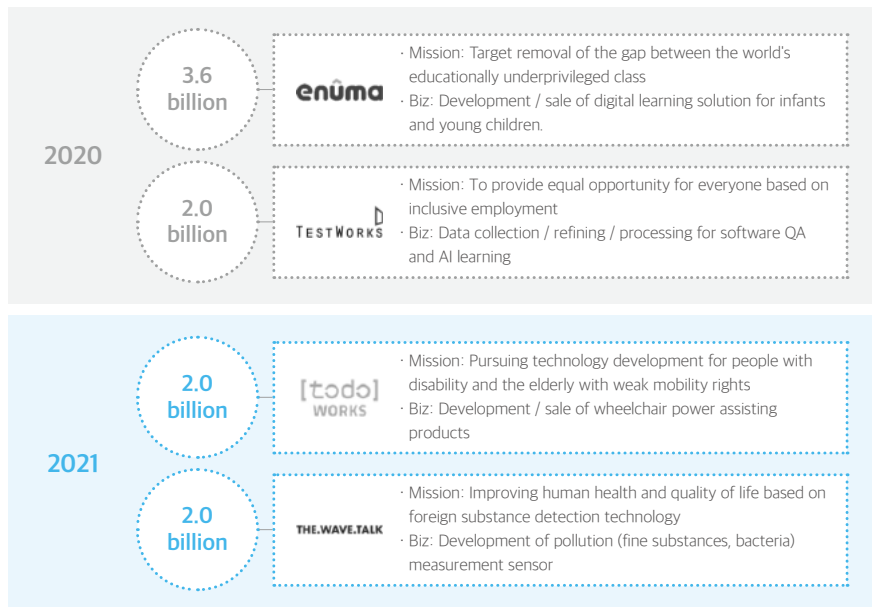 2020
3.6
billion
enûma
· Mission: Target removal of the gap between the world's
educationally underprivileged class
· Biz: Development / sale of digital learning solution for infants
and young children.
2.0
billion
TESTWORKS
· Mission: To provide equal opportunity for everyone based on
inclusive employment
· Biz: Data collection / refining / processing for software QA
and AI learning
2021
2.0
billion
[todo]
WORKS
· Mission: Pursuing technology development for people with
disability and the elderly with weak mobility rights
· Biz: Development / sale of wheelchair power assisting
products
2.0
billion
THE.WAVE.TALK
· Mission: Improving human health and quality of life based on
foreign substance detection technology
· Biz: Development of pollution (fine substances, bacteria)
measurement sensor